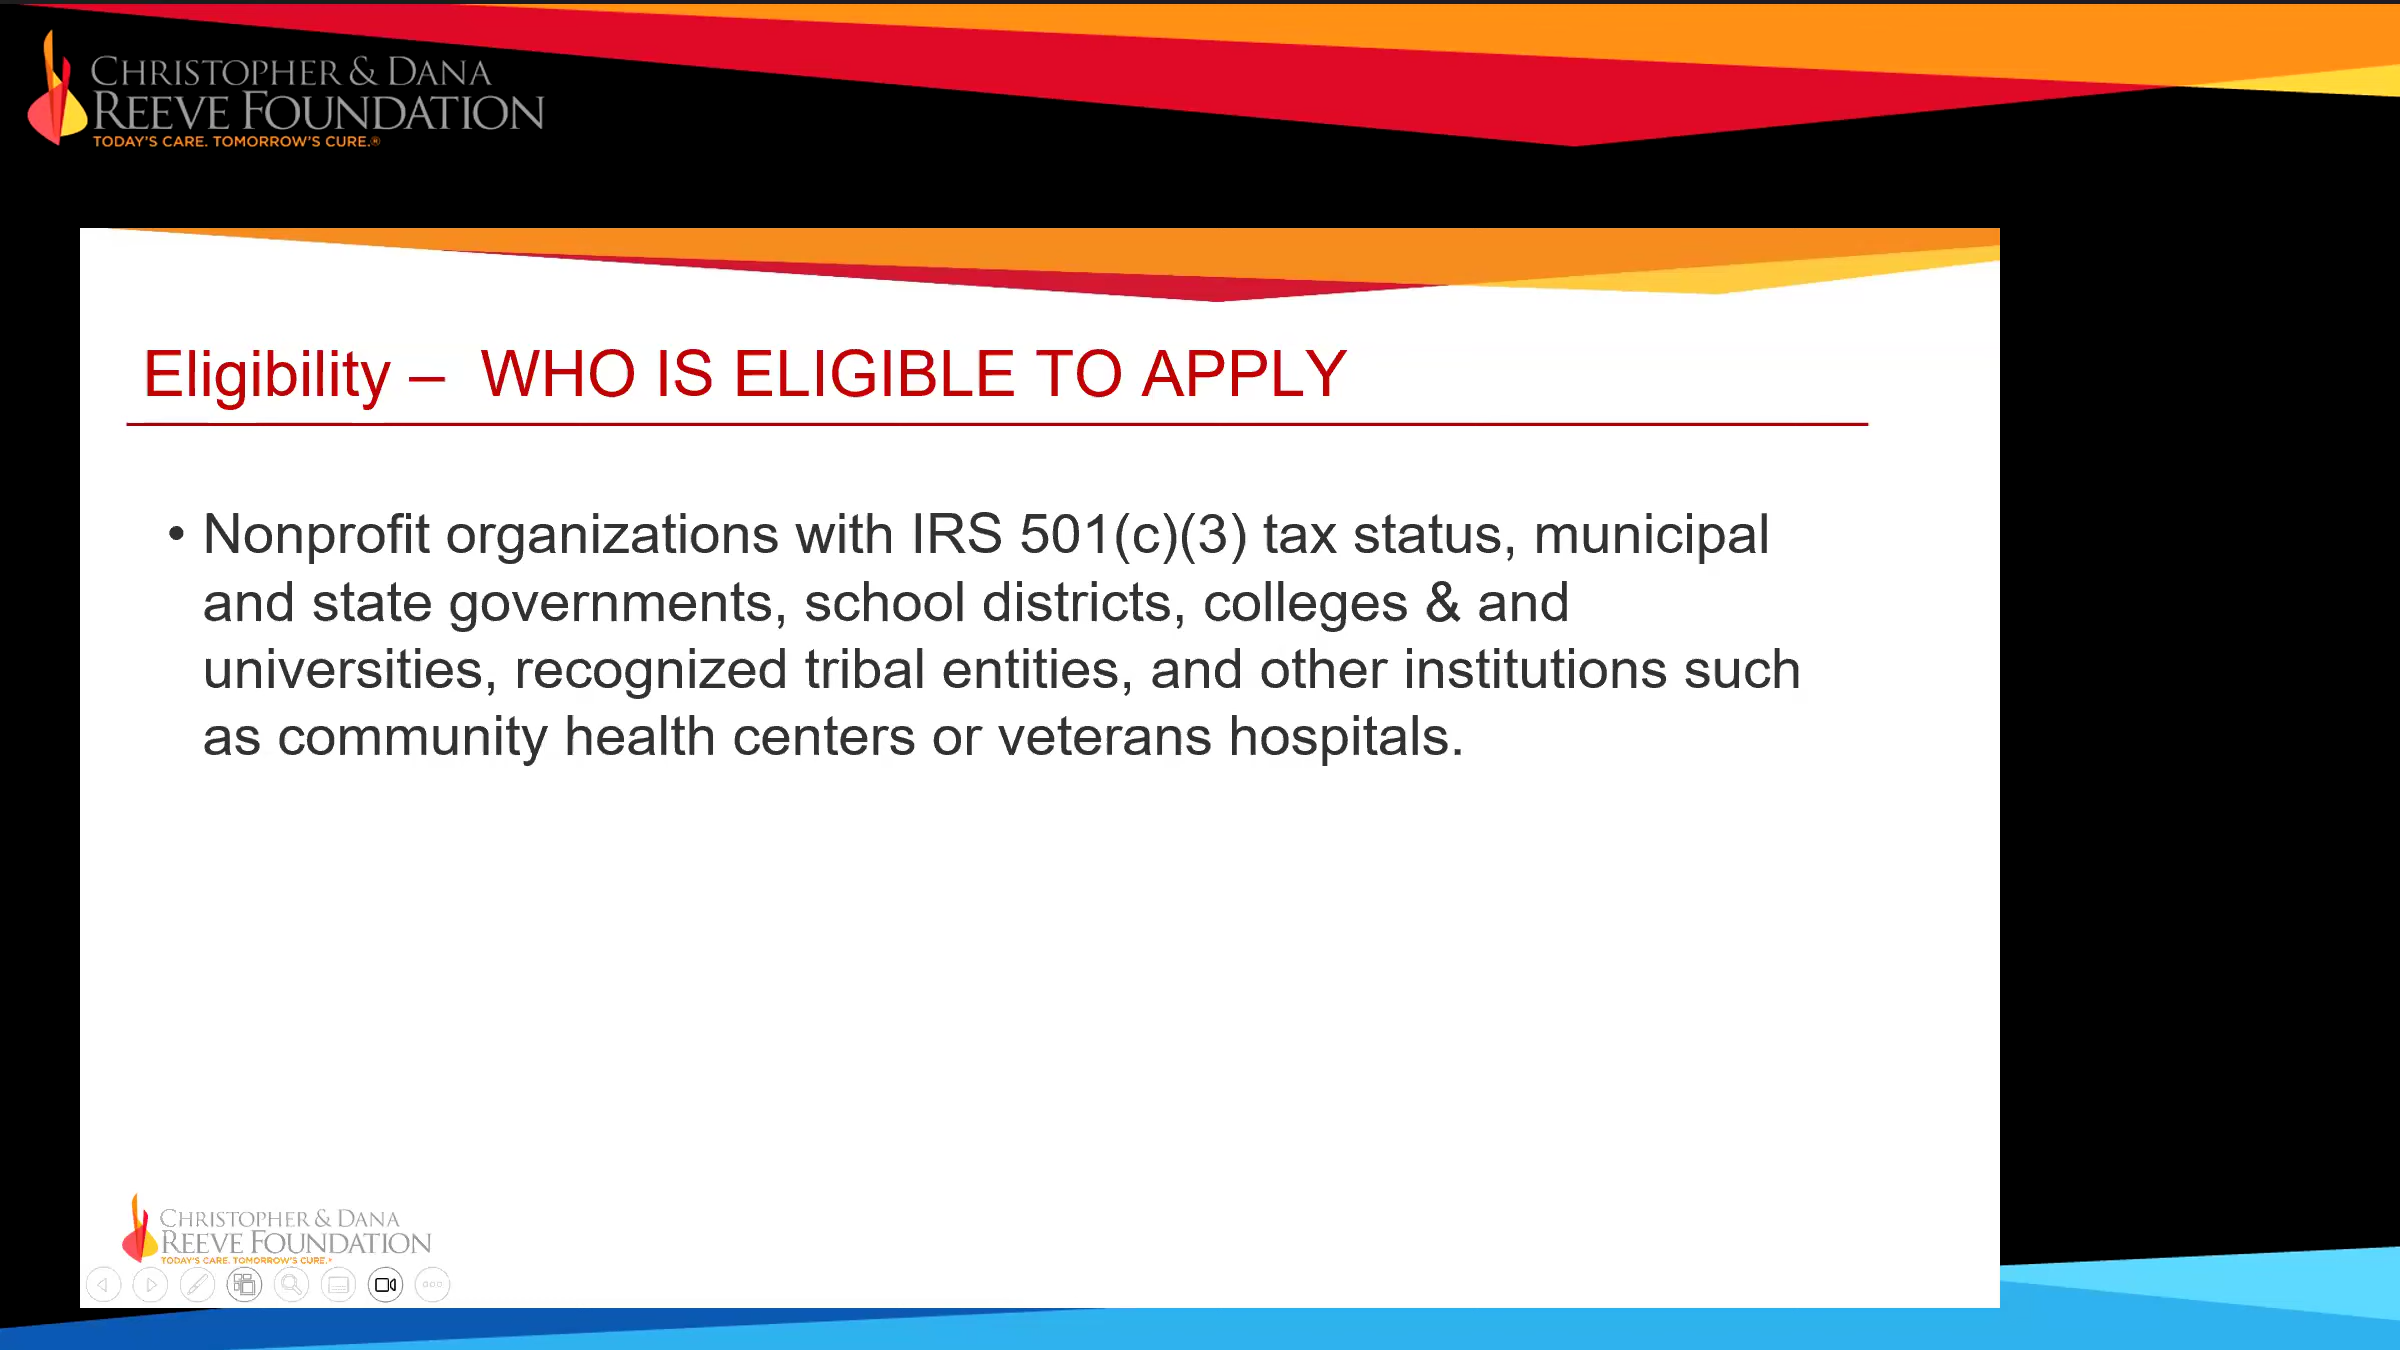 CHRISTOPHER & DANA
REEVE FOUNDATION
TODAY'S CARE. TOMORROW'S CURE.®
Eligibility – WHO IS ELIGIBLE TO APPLY
• Nonprofit organizations with IRS 501(c)(3) tax status, municipal
and state governments, school districts, colleges & and
universities, recognized tribal entities, and other institutions such
as community health centers or veterans hospitals.
CHRISTOPHER & DANA
REEVE FOUNDATION
TODAY'S CARE. TOMORROW'S CURE.®